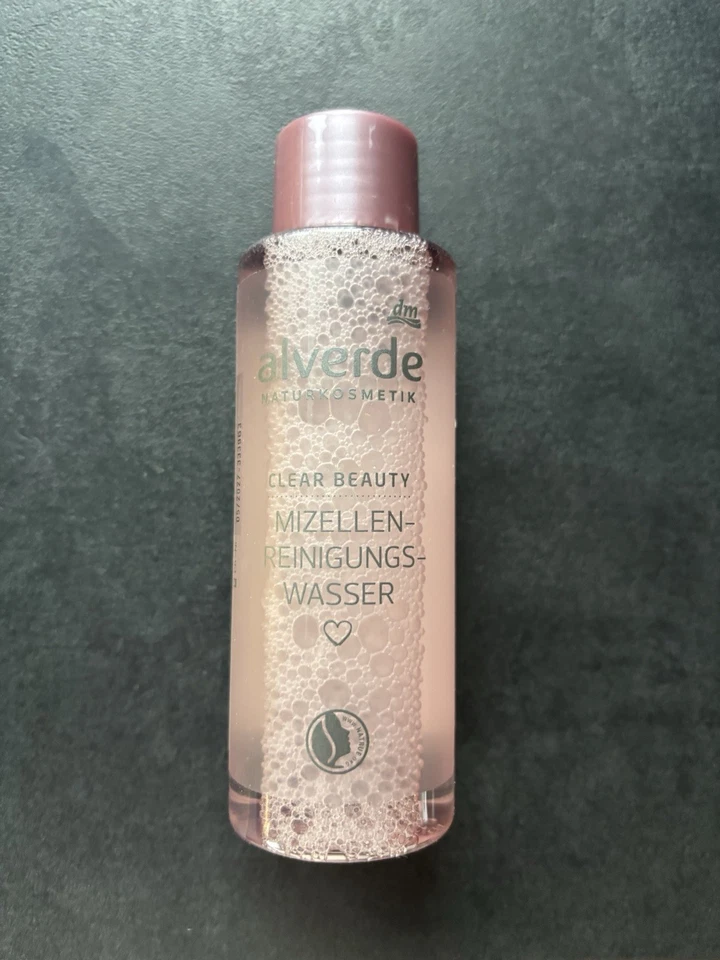 dm
alverde
NATURKOSMETIK
CLEAR BEAUTY
MIZELLEN-
REINIGUNGS-
WASSER